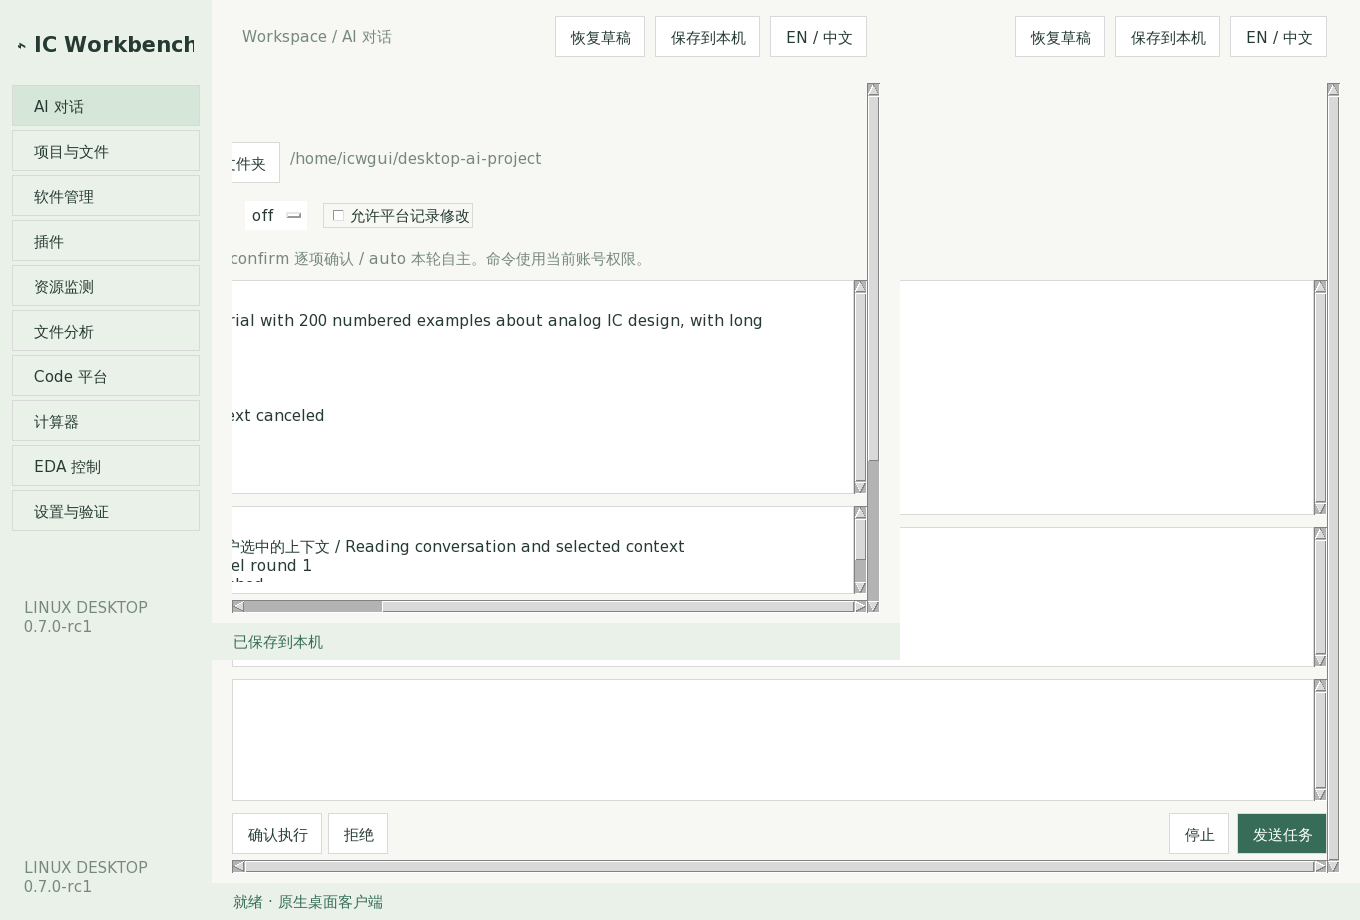 IC Workbench
Workspace / AI 对话
恢复草稿
保存到本机
EN / 中文
恢复草稿
保存到本机
EN / 中文
AI 对话
项目与文件
软件管理
插件
资源监测
文件分析
Code 平台
计算器
EDA 控制
设置与验证
LINUX DESKTOP
0.7.0-rc1
LINUX DESKTOP
0.7.0-rc1
件夹 /home/icwgui/desktop-ai-project
off
允许平台记录修改
confirm 逐项确认 / auto 本轮自主。命令使用当前账号权限。
rial with 200 numbered examples about analog IC design, with long
ext canceled
户选中的上下文 / Reading conversation and selected context
el round 1
已保存到本机
确认执行
拒绝
停止
发送任务
就绪 · 原生桌面客户端